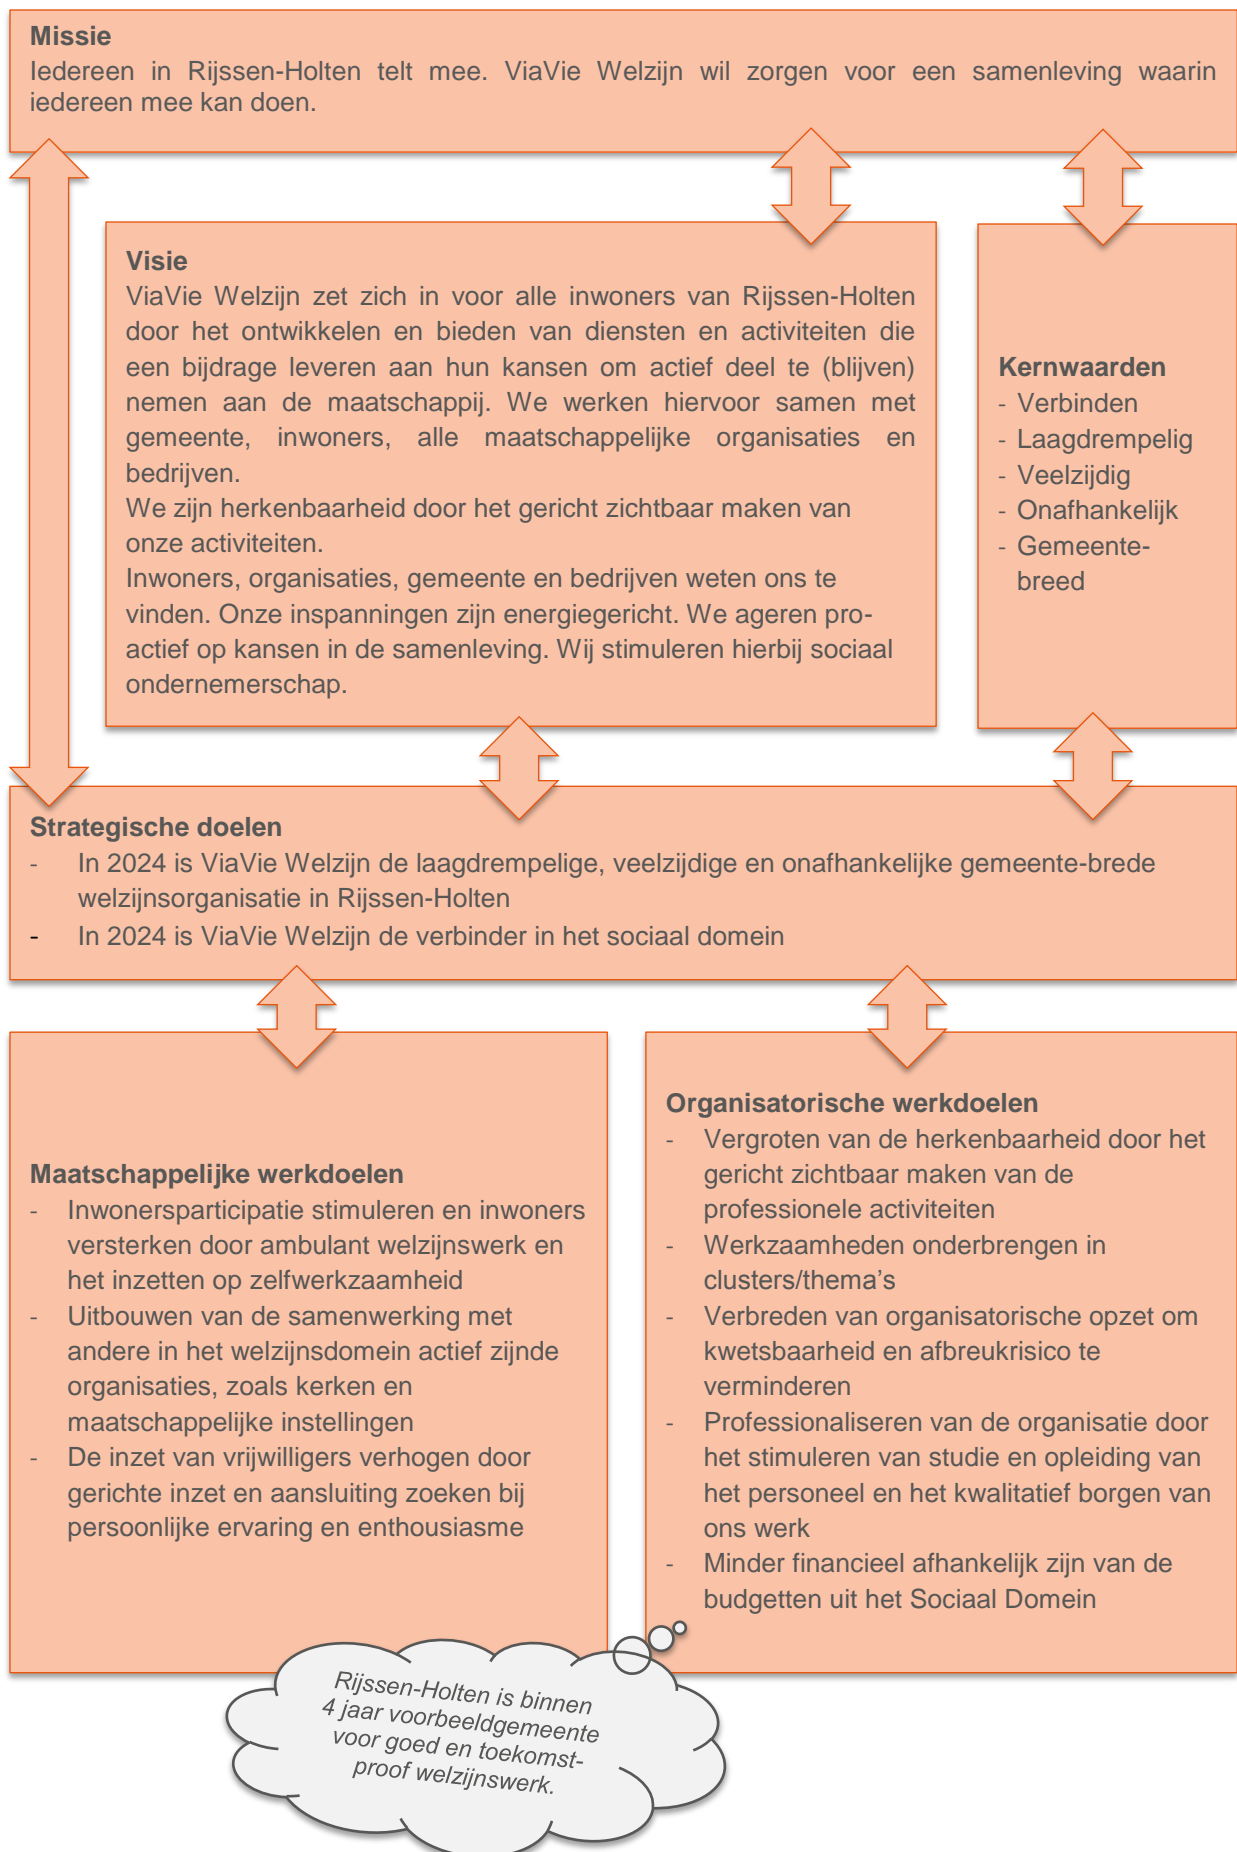 Missie
Iedereen in Rijssen-Holten telt mee. ViaVie Welzijn wil zorgen voor een samenleving waarin
iedereen mee kan doen.
Visie
ViaVie Welzijn zet zich in voor alle inwoners van Rijssen-Holten
door het ontwikkelen en bieden van diensten en activiteiten die
een bijdrage leveren aan hun kansen om actief deel te (blijven)
nemen aan de maatschappij. We werken hiervoor samen met
gemeente, inwoners, alle maatschappelijke organisaties en
bedrijven.
We zijn herkenbaarheid door het gericht zichtbaar maken van
onze activiteiten.
Inwoners, organisaties, gemeente en bedrijven weten ons te
vinden. Onze inspanningen zijn energiegericht. We ageren pro-
actief op kansen in de samenleving. Wij stimuleren hierbij sociaal
ondernemerschap.
Kernwaarden
- Verbinden
- Laagdrempelig
- Veelzijdig
- Onafhankelijk
- Gemeente-
breed
Strategische doelen
- In 2024 is ViaVie Welzijn de laagdrempelige, veelzijdige en onafhankelijke gemeente-brede
welzijnsorganisatie in Rijssen-Holten
- In 2024 is ViaVie Welzijn de verbinder in het sociaal domein
Maatschappelijke werkdoelen
- Inwonersparticipatie stimuleren en inwoners
versterken door ambulant welzijnswerk en
het inzetten op zelfwerkzaamheid
- Uitbouwen van de samenwerking met
andere in het welzijnsdomein actief zijnde
organisaties, zoals kerken en
maatschappelijke instellingen
- De inzet van vrijwilligers verhogen door
gerichte inzet en aansluiting zoeken bij
persoonlijke ervaring en enthousiasme
Organisatorische werkdoelen
- Vergroten van de herkenbaarheid door het
gericht zichtbaar maken van de
professionele activiteiten
- Werkzaamheden onderbrengen in
clusters/thema’s
- Verbreden van organisatorische opzet om
kwetsbaarheid en afbreukrisico te
verminderen
- Professionaliseren van de organisatie door
het stimuleren van studie en opleiding van
het personeel en het kwalitatief borgen van
ons werk
- Minder financieel afhankelijk zijn van de
budgetten uit het Sociaal Domein
Rijssen-Holten is binnen
4 jaar voorbeeldgemeente
voor goed en toekomst-
proof welzijnswerk.